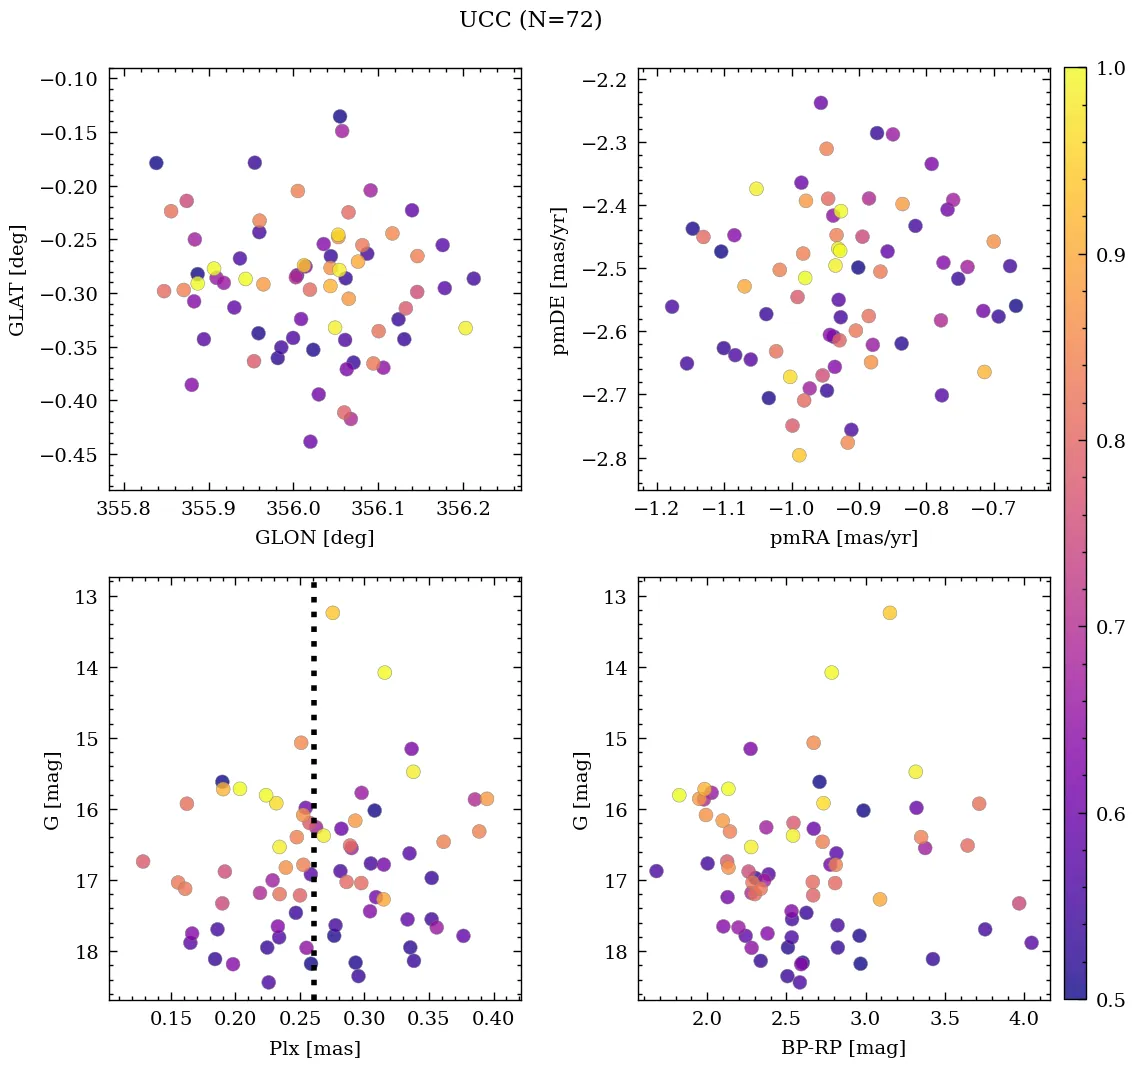 UCC (N=72)
−0.10
−0.15
−0.20
−0.25
−0.30
−0.35
−0.40
−0.45
GLAT [deg]
355.8 355.9 356.0 356.1 356.2
GLON [deg]
−2.2
−2.3
−2.4
−2.5
−2.6
−2.7
−2.8
pmDE [mas/yr]
−1.2 −1.1 −1.0 −0.9 −0.8 −0.7
pmRA [mas/yr]
13
14
15
16
17
18
G [mag]
0.15 0.20 0.25 0.30 0.35 0.40
Plx [mas]
13
14
15
16
17
18
G [mag]
2.0 2.5 3.0 3.5 4.0
BP-RP [mag]
1.0
0.9
0.8
0.7
0.6
0.5